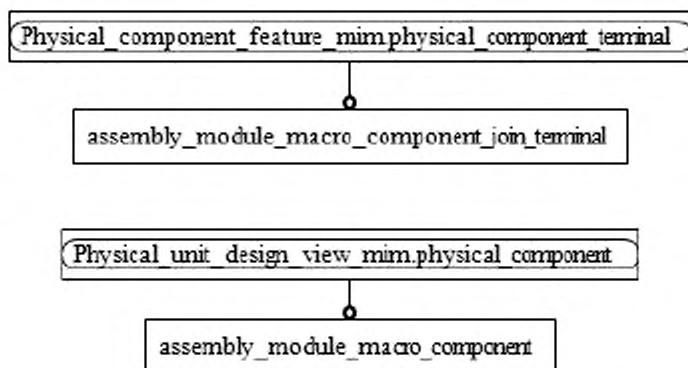 Physical_component_feature_mim.physical_component_terminal
assembly_module_macro_component_join_terminal
Physical_unit_design_view_mim.physical_component
assembly_module_macro_component